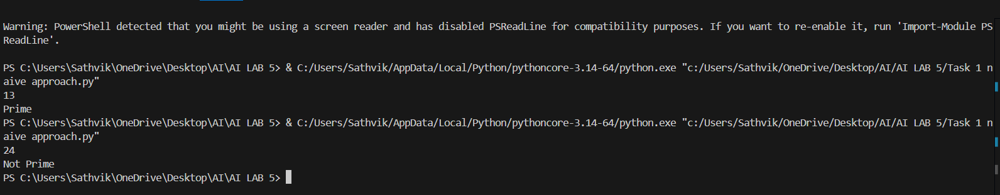 Warning: PowerShell detected that you might be using a screen reader and has disabled PSReadLine for compatibility purposes. If you want to re-enable it, run 'Import-Module PS
ReadLine'.
PS C:\Users\Sathvik\OneDrive\Desktop\AI\AI LAB 5> & C:/Users/Sathvik/AppData/Local/Python/pythoncore-3.14-64/python.exe "c:/Users/Sathvik/OneDrive/Desktop/AI/AI LAB 5/Task 1 n
aive approach.py"
13
Prime
PS C:\Users\Sathvik\OneDrive\Desktop\AI\AI LAB 5> & C:/Users/Sathvik/AppData/Local/Python/pythoncore-3.14-64/python.exe "c:/Users/Sathvik/OneDrive/Desktop/AI/AI LAB 5/Task 1 n
aive approach.py"
24
Not Prime
PS C:\Users\Sathvik\OneDrive\Desktop\AI\AI LAB 5>